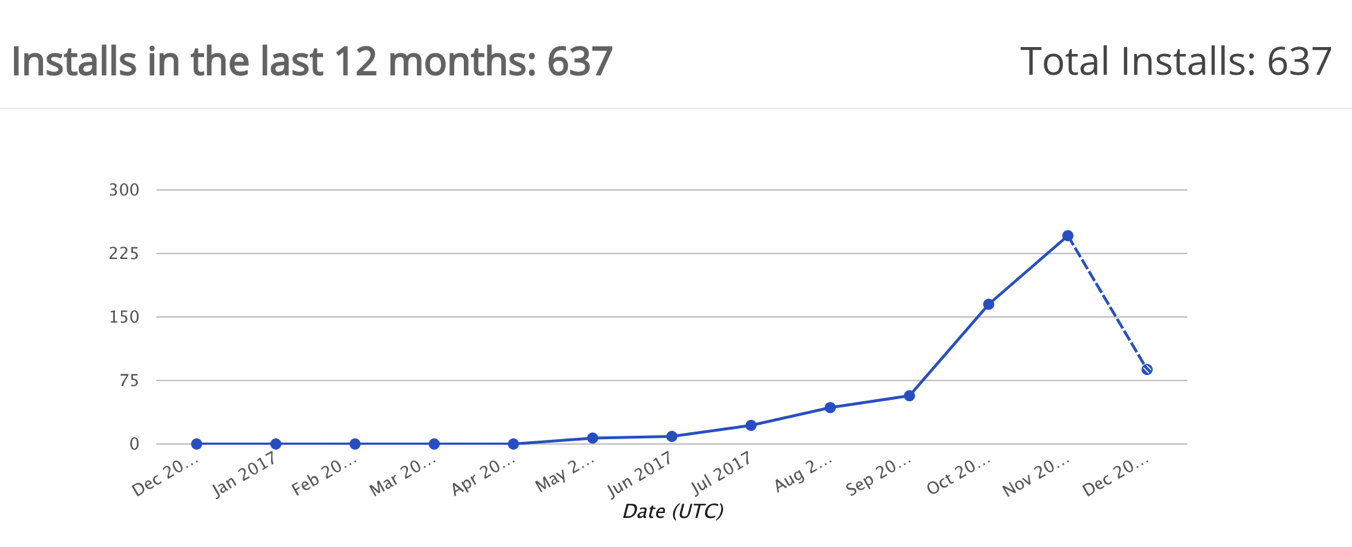 Installs in the last 12 months: 637
Total Installs: 637
300
225
150
75
0
Dec 20...
Jan 2017
Feb 20...
Mar 20...
Apr 20...
May 2...
Jun 2017
Jul 2017
Aug 2...
Sep 20...
Oct 20...
Nov 20...
Dec 20...
Date (UTC)